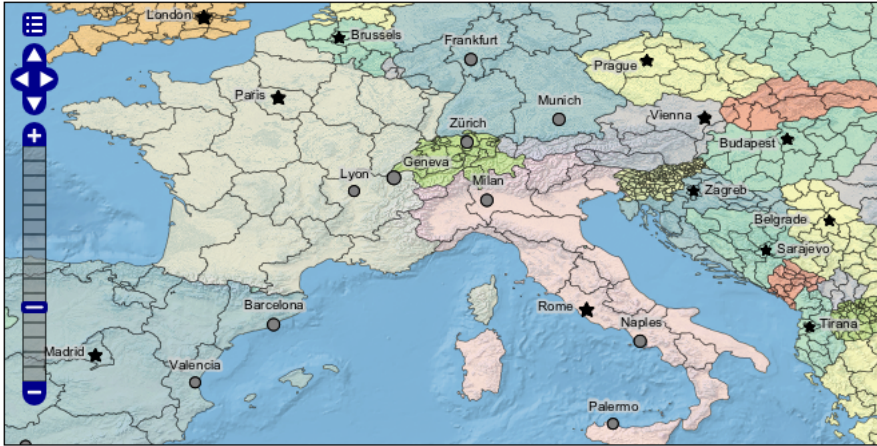 London
Brussels
Frankfurt
Prague
Paris
Munich
Vienna
Zürich
Budapest
Geneva
Lyon
Milan
Zagreb
Belgrade
Sarajevo
Barcelona
Rome
Naples
Tirana
Madrid
Valencia
Palermo